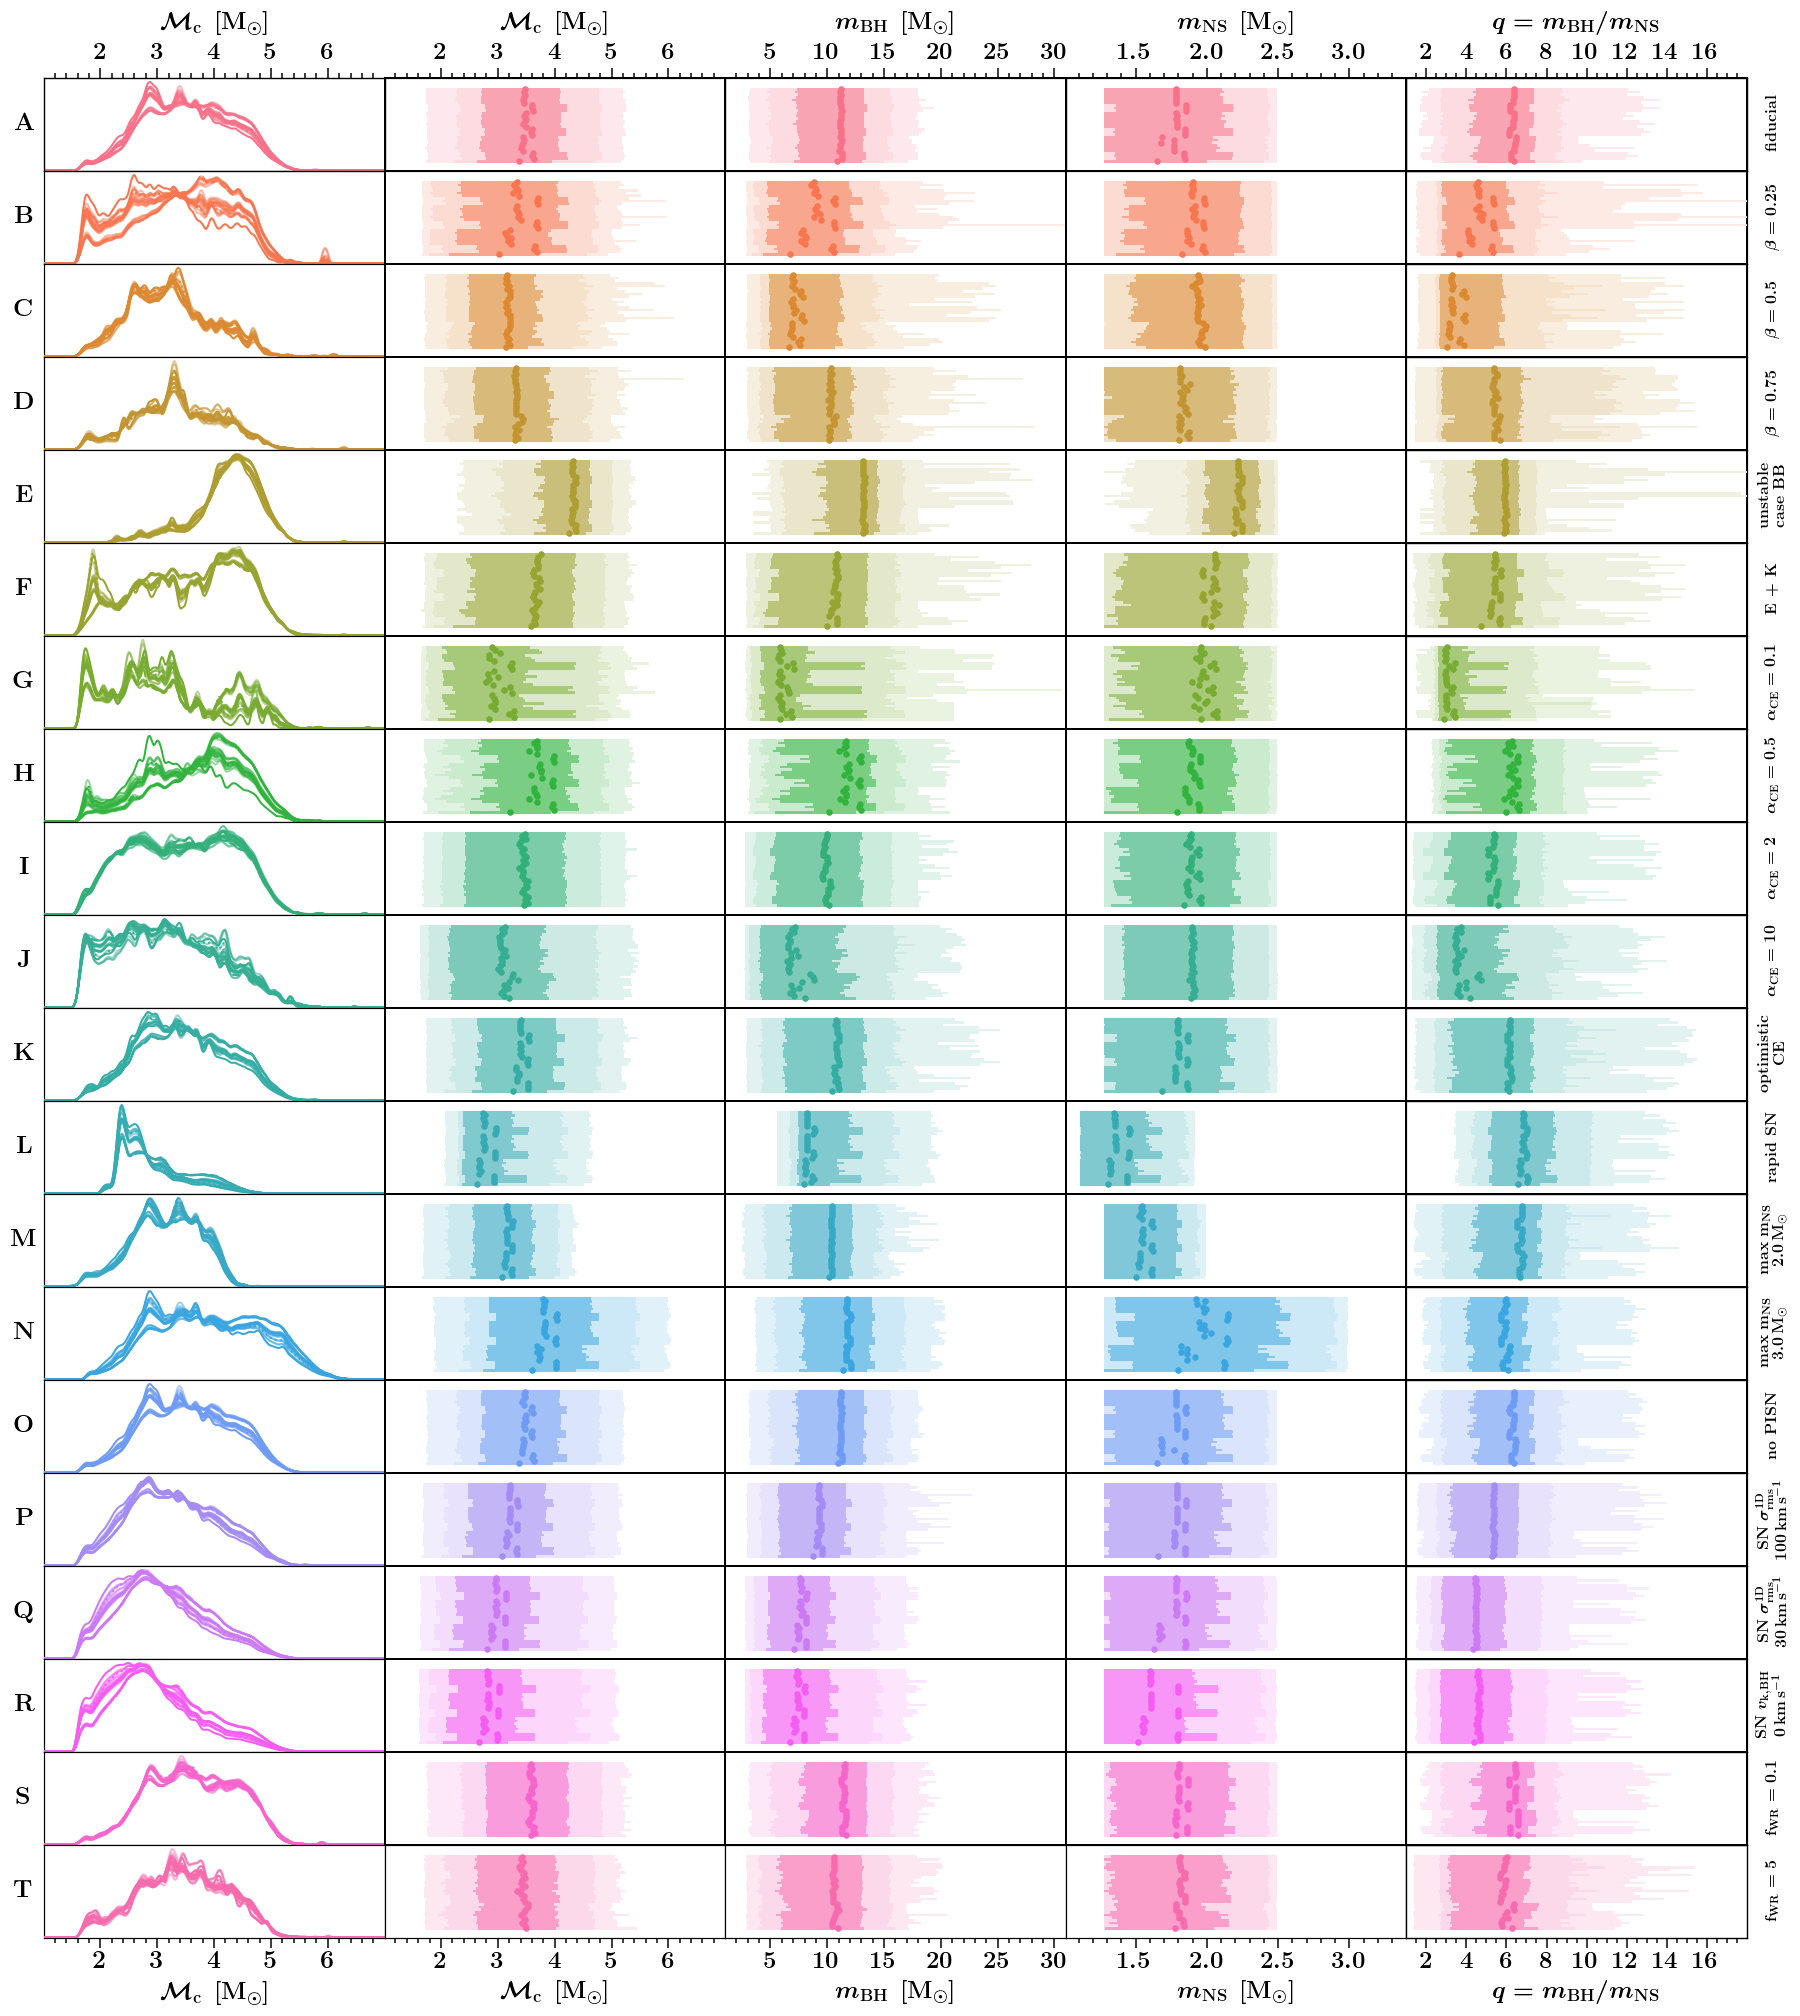 𝓜c [M⊙] 𝓜c [M⊙] mBH [M⊙] mNS [M⊙] q = mBH/mNS
2 3 4 5 6 2 3 4 5 6 5 10 15 20 25 30 1.5 2.0 2.5 3.0 2 4 6 8 10 12 14 16
A fiducial
B β = 0.25
C β = 0.5
D β = 0.75
E unstable
case BB
F E + K
G αCE = 0.1
H αCE = 0.5
I αCE = 2
J αCE = 10
K optimistic
CE
L rapid SN
M max mNS
2.0 M⊙
N max mNS
3.0 M⊙
O no PISN
P SN σ1Drms
100 km s−1
Q SN σ1Drms
30 km s−1
R SN vk,BH
0 km s−1
S fWR = 0.1
T fWR = 5
2 3 4 5 6 2 3 4 5 6 5 10 15 20 25 30 1.5 2.0 2.5 3.0 2 4 6 8 10 12 14 16
𝓜c [M⊙] 𝓜c [M⊙] mBH [M⊙] mNS [M⊙] q = mBH/mNS